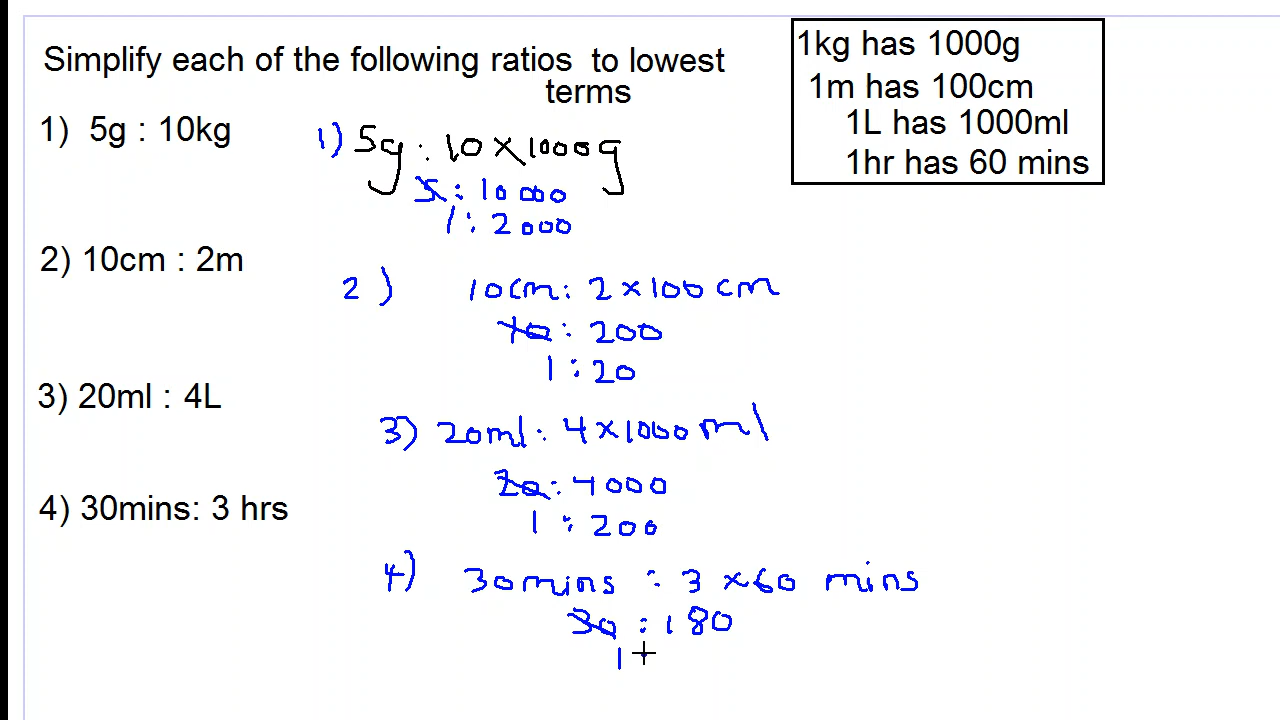 Simplify each of the following ratios to lowest
terms
1kg has 1000g
1m has 100cm
1L has 1000ml
1hr has 60 mins
1) 5g : 10kg
1) 5g : 10 x 1000g
5 : 10 000
1 : 2000
2) 10cm : 2m
2) 10cm : 2 x 100 cm
10 : 200
1 : 20
3) 20ml : 4L
3) 20ml : 4 x 1000 ml
20 : 4000
1 : 200
4) 30mins: 3 hrs
4) 30mins : 3 x 60 mins
30 : 180
1